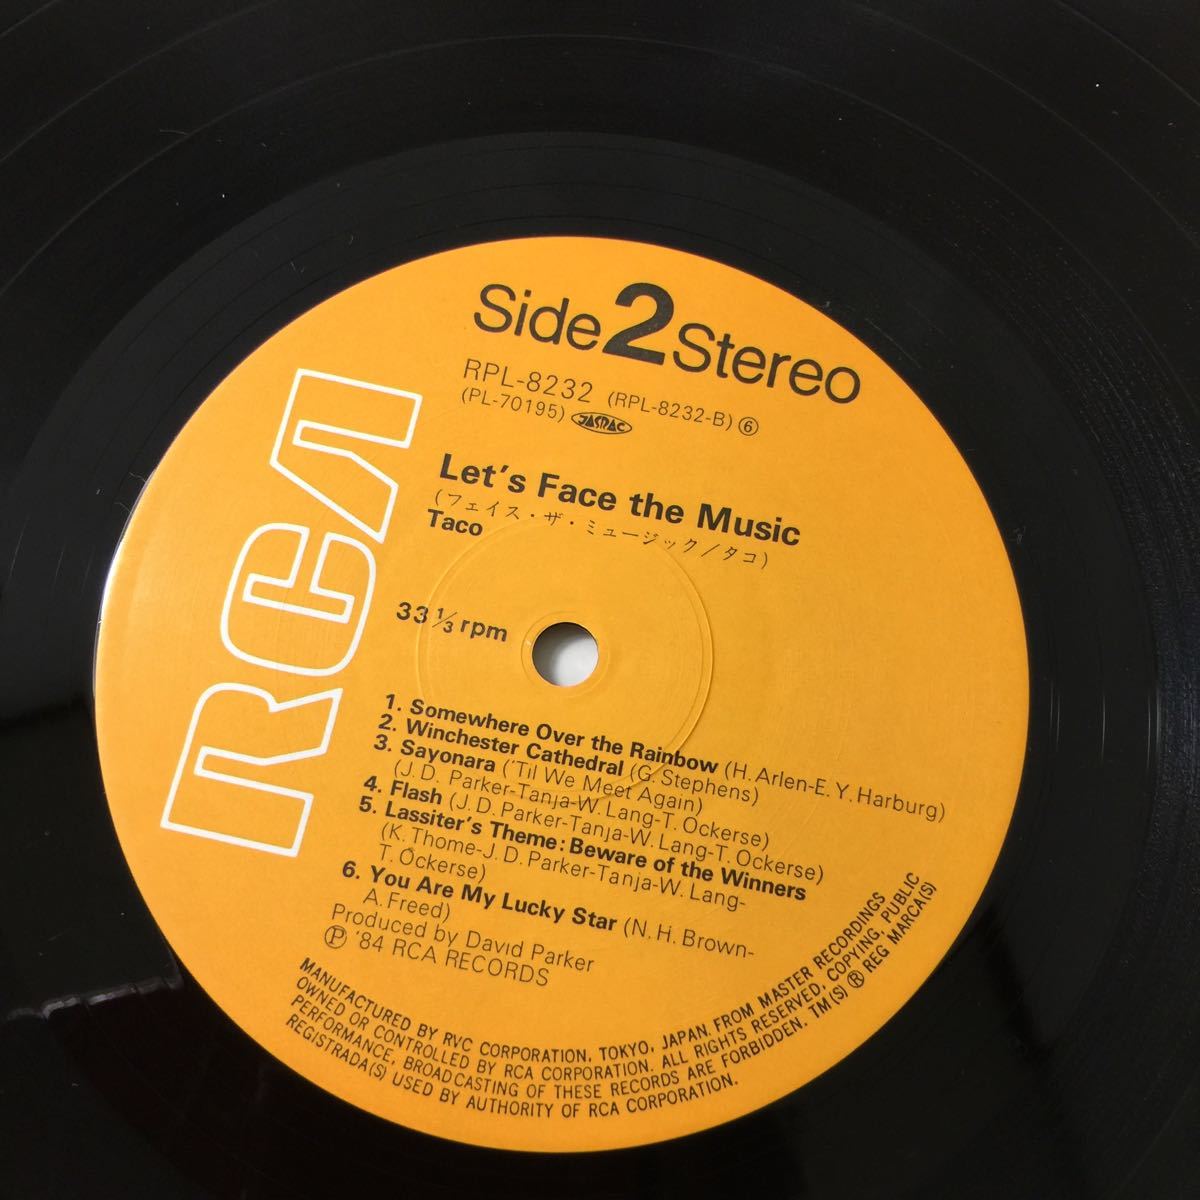 Side 2 Stereo
RPL-8232 (RPL-8232-B) ⑥
(PL-70195) JASRAC
Let's Face the Music
(フェイス・ザ・ミュージック/タコ)
Taco
33 1/3 rpm
RCA
1. Somewhere Over the Rainbow (H. Arlen-E. Y. Harburg)
2. Winchester Cathedral (G. Stephens)
3. Sayonara ('Til We Meet Again)
(J. D. Parker-Tanja-W. Lang-T. Ockerse)
4. Flash (J. D. Parker-Tanja-W. Lang-T. Ockerse)
5. Lassiter's Theme: Beware of the Winners
(K. Thome-J. D. Parker-Tanja-W. Lang-
T. Ockerse)
6. You Are My Lucky Star (N. H. Brown-
A. Freed)
Produced by David Parker
Ⓟ '84 RCA RECORDS
MANUFACTURED BY RVC CORPORATION, TOKYO, JAPAN. FROM MASTER RECORDINGS
OWNED OR CONTROLLED BY RCA CORPORATION. ALL RIGHTS RESERVED. COPYING, PUBLIC
PERFORMANCE, BROADCASTING OF THESE RECORDS ARE FORBIDDEN. TM(S) ® REG MARCA(S)
REGISTRADA(S) USED BY AUTHORITY OF RCA CORPORATION.